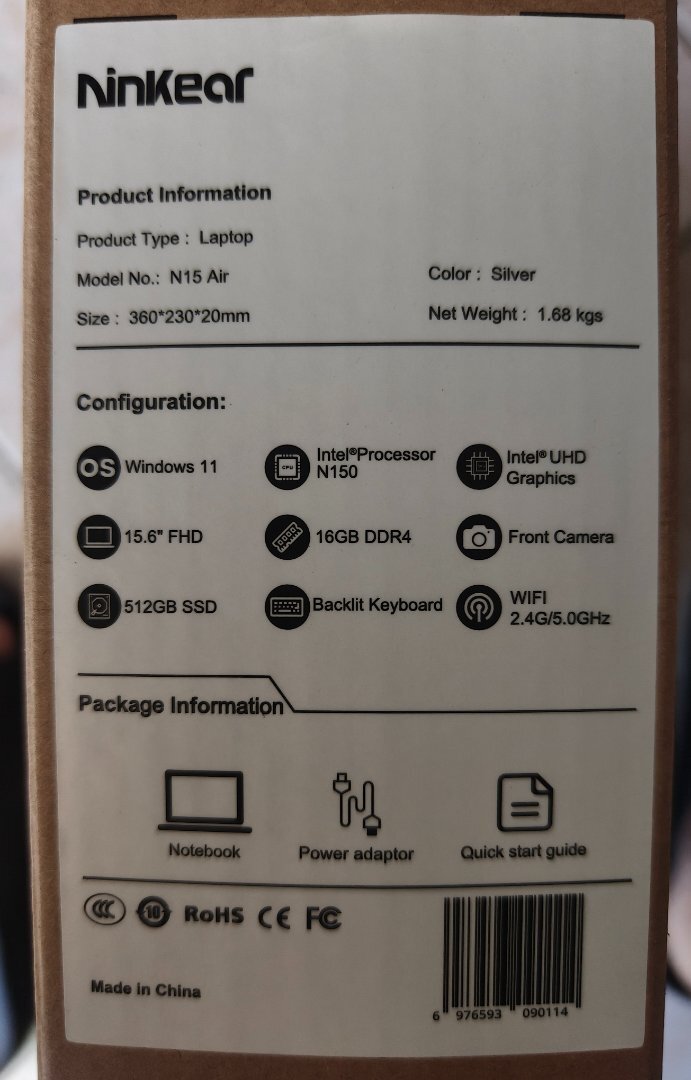 NinKear
Product Information
Product Type : Laptop
Model No.: N15 Air
Color : Silver
Size : 360*230*20mm
Net Weight : 1.68 kgs
Configuration:
OS Windows 11
CPU Intel®Processor
N150
Intel® UHD
Graphics
15.6" FHD
16GB DDR4
Front Camera
512GB SSD
Backlit Keyboard
WIFI
2.4G/5.0GHz
Package Information
Notebook
Power adaptor
Quick start guide
CCC 10 RoHS CE FC
Made in China
6 976593 090114